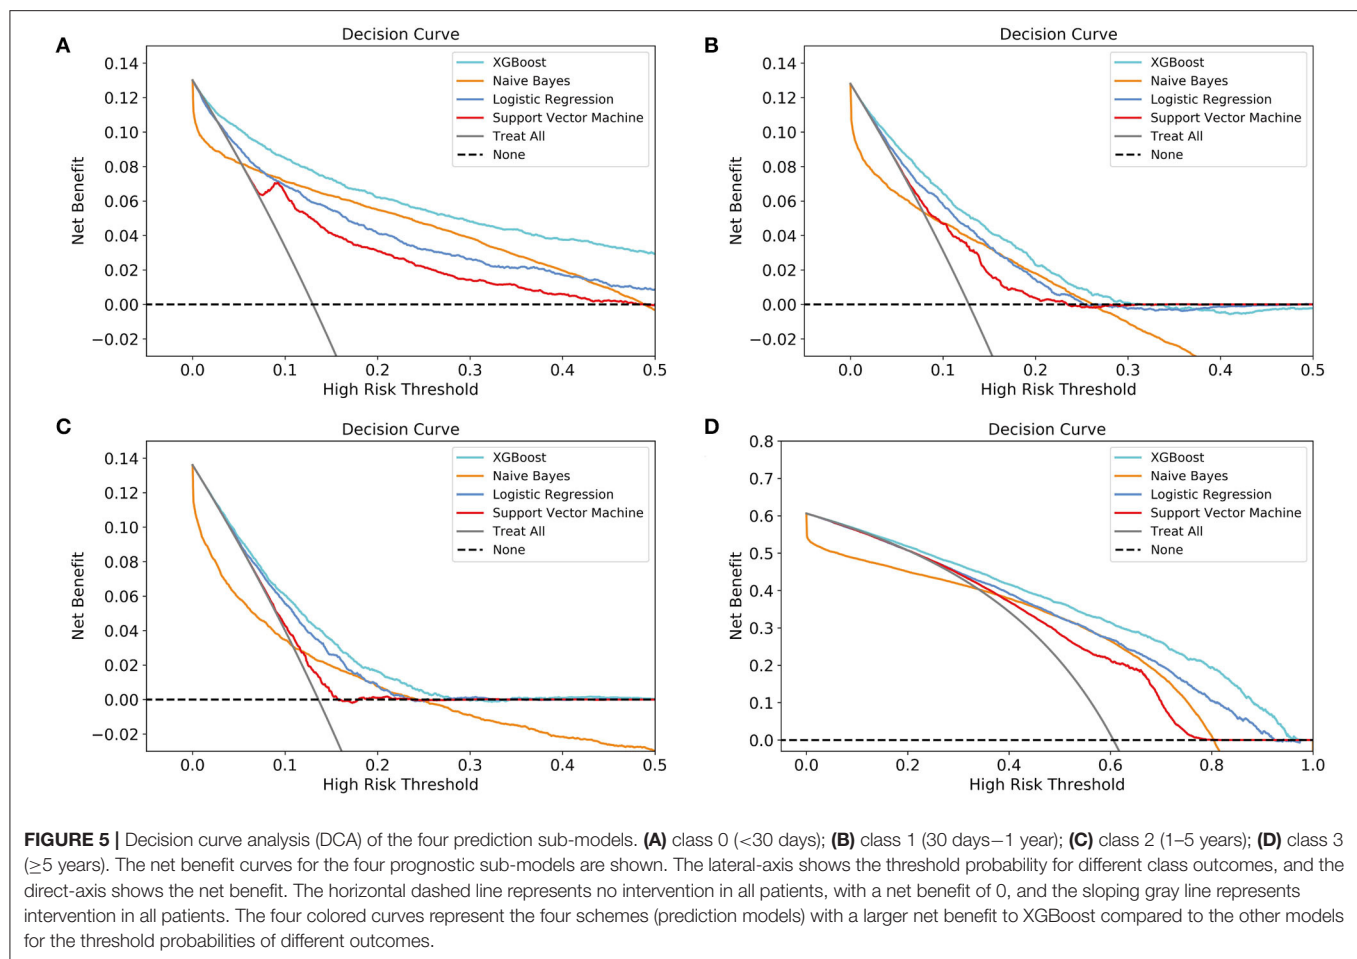 A
Decision Curve
XGBoost
Naive Bayes
Logistic Regression
Support Vector Machine
Treat All
None
0.14
0.12
0.10
0.08
0.06
0.04
0.02
0.00
−0.02
Net Benefit
0.0 0.1 0.2 0.3 0.4 0.5
High Risk Threshold
B
Decision Curve
XGBoost
Naive Bayes
Logistic Regression
Support Vector Machine
Treat All
None
0.14
0.12
0.10
0.08
0.06
0.04
0.02
0.00
−0.02
Net Benefit
0.0 0.1 0.2 0.3 0.4 0.5
High Risk Threshold
C
Decision Curve
XGBoost
Naive Bayes
Logistic Regression
Support Vector Machine
Treat All
None
0.14
0.12
0.10
0.08
0.06
0.04
0.02
0.00
−0.02
Net Benefit
0.0 0.1 0.2 0.3 0.4 0.5
High Risk Threshold
D
Decision Curve
XGBoost
Naive Bayes
Logistic Regression
Support Vector Machine
Treat All
None
0.8
0.7
0.6
0.5
0.4
0.3
0.2
0.1
0.0
Net Benefit
0.0 0.2 0.4 0.6 0.8 1.0
High Risk Threshold
FIGURE 5 | Decision curve analysis (DCA) of the four prediction sub-models. (A) class 0 (<30 days); (B) class 1 (30 days−1 year); (C) class 2 (1–5 years); (D) class 3
(≥5 years). The net benefit curves for the four prognostic sub-models are shown. The lateral-axis shows the threshold probability for different class outcomes, and the
direct-axis shows the net benefit. The horizontal dashed line represents no intervention in all patients, with a net benefit of 0, and the sloping gray line represents
intervention in all patients. The four colored curves represent the four schemes (prediction models) with a larger net benefit to XGBoost compared to the other models
for the threshold probabilities of different outcomes.